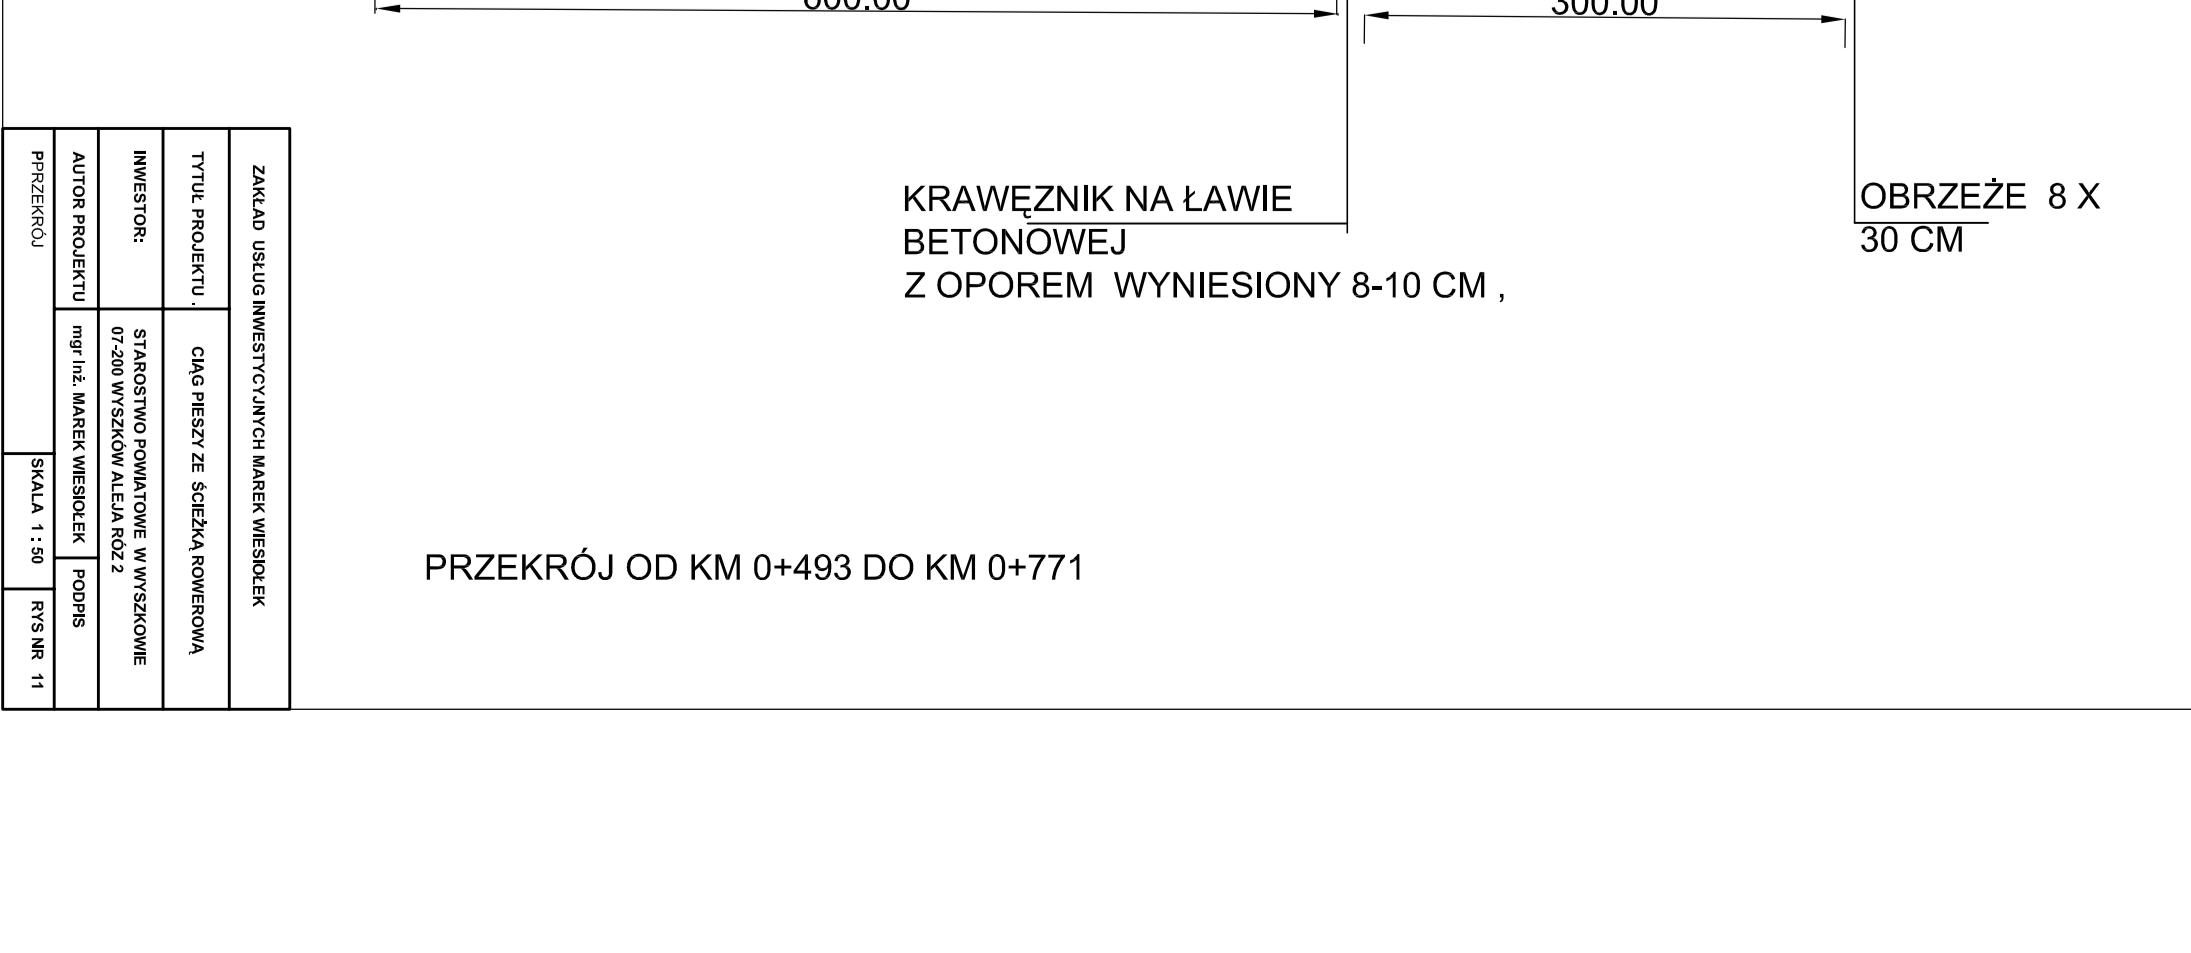 600.00
300.00
KRAWĘZNIK NA ŁAWIE
BETONOWEJ
Z OPOREM WYNIESIONY 8-10 CM ,
OBRZEŻE 8 X
30 CM
PRZEKRÓJ OD KM 0+493 DO KM 0+771
ZAKŁAD USŁUG INWESTYCYJNYCH MAREK WIESIOŁEK
TYTUŁ PROJEKTU .
CIĄG PIESZY ZE ŚCIEŻKĄ ROWEROWĄ
INWESTOR:
STAROSTWO POWIATOWE W WYSZKOWIE
07-200 WYSZKÓW ALEJA RÓZ 2
AUTOR PROJEKTU
mgr Inż. MAREK WIESIOŁEK
PODPIS
PPRZEKRÓJ
SKALA 1 : 50
RYS NR 11